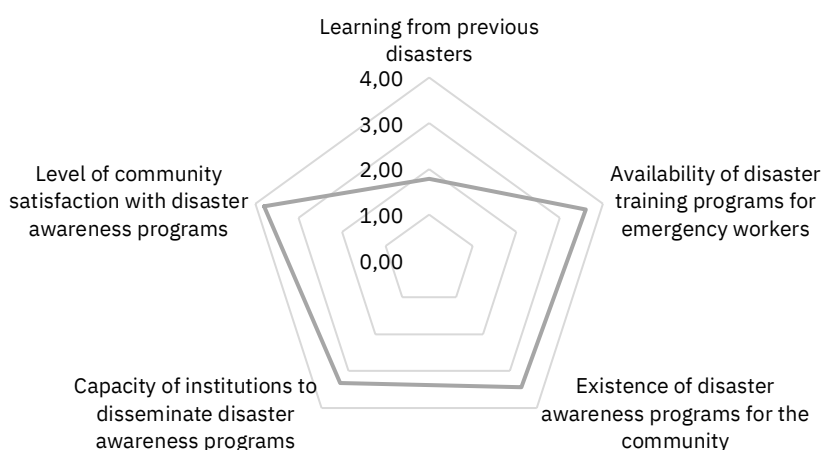 Learning from previous
disasters
4,00
3,00
2,00
1,00
0,00
Level of community
satisfaction with disaster
awareness programs
Availability of disaster
training programs for
emergency workers
Capacity of institutions to
disseminate disaster
awareness programs
Existence of disaster
awareness programs for the
community